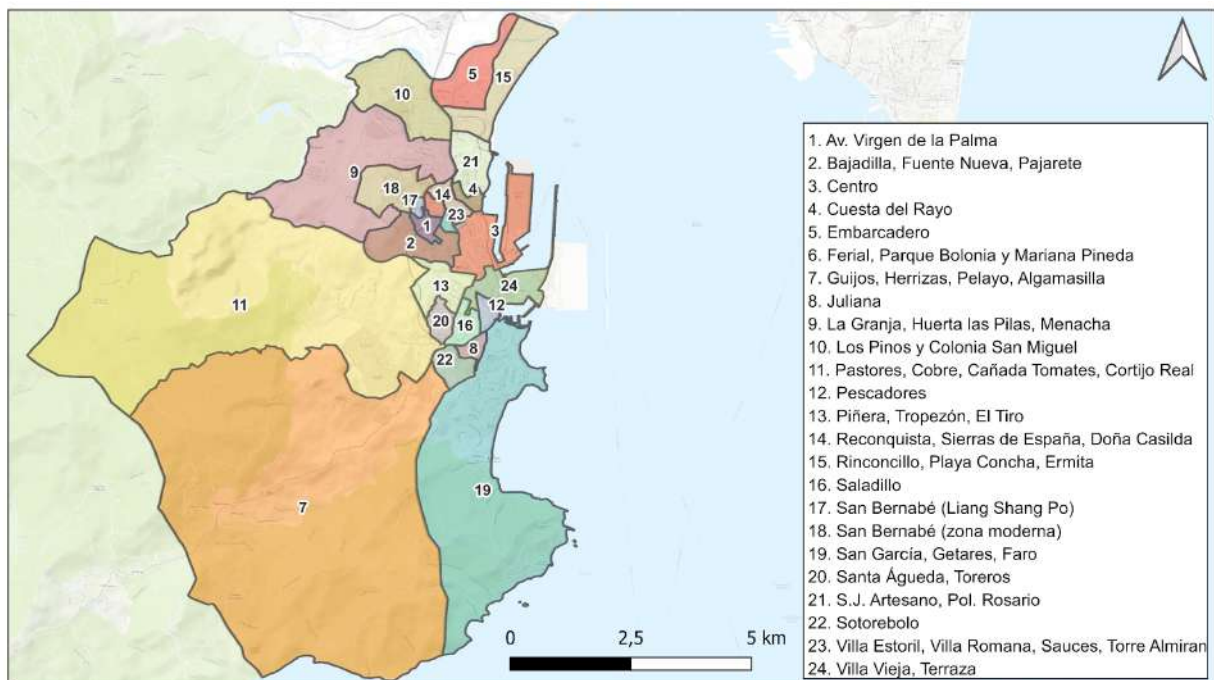 5
15
10
21
9
18
14
4
17
23
1
3
2
24
13
11
12
20
16
8
22
19
7
0 2,5 5 km
1. Av. Virgen de la Palma
2. Bajadilla, Fuente Nueva, Pajarete
3. Centro
4. Cuesta del Rayo
5. Embarcadero
6. Ferial, Parque Bolonia y Mariana Pineda
7. Guijos, Herrizas, Pelayo, Algamasilla
8. Juliana
9. La Granja, Huerta las Pilas, Menacha
10. Los Pinos y Colonia San Miguel
11. Pastores, Cobre, Cañada Tomates, Cortijo Real
12. Pescadores
13. Piñera, Tropezón, El Tiro
14. Reconquista, Sierras de España, Doña Casilda
15. Rinconcillo, Playa Concha, Ermita
16. Saladillo
17. San Bernabé (Liang Shang Po)
18. San Bernabé (zona moderna)
19. San García, Getares, Faro
20. Santa Águeda, Toreros
21. S.J. Artesano, Pol. Rosario
22. Sotorebolo
23. Villa Estoril, Villa Romana, Sauces, Torre Almiran
24. Villa Vieja, Terraza